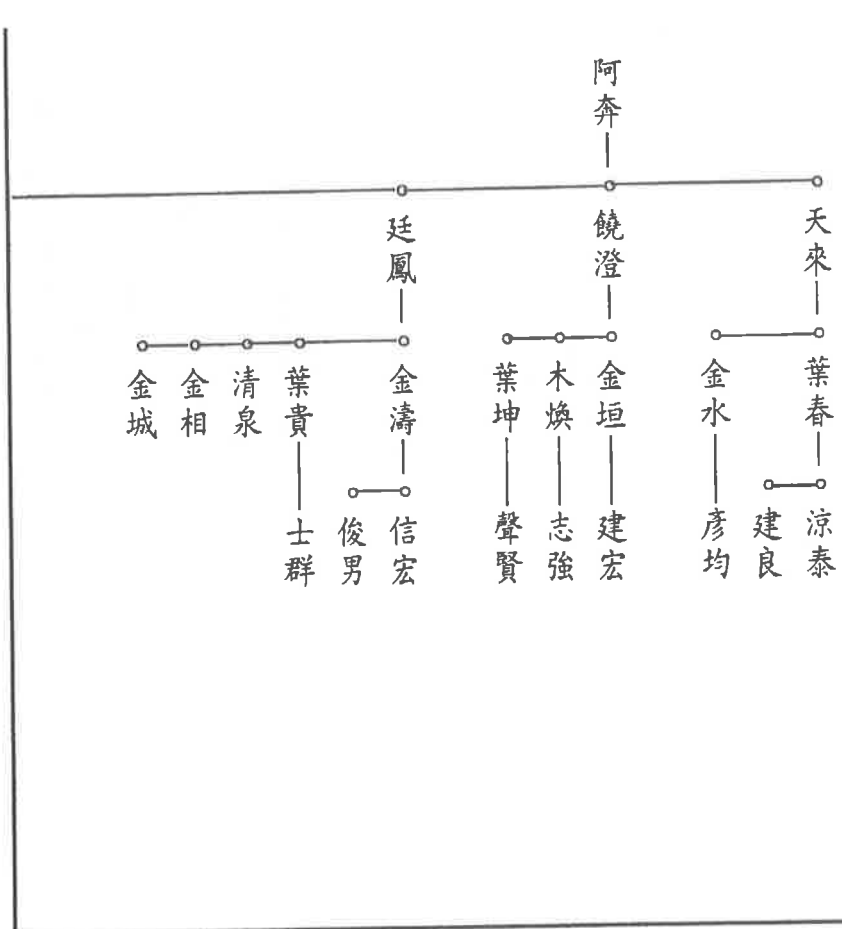 阿奔
天來
饒澄
廷鳳
葉春
金水
金垣
木煥
葉坤
金濤
葉貴
清泉
金相
金城
涼泰
建良
彥均
建宏
志強
聲賢
信宏
俊男
士群